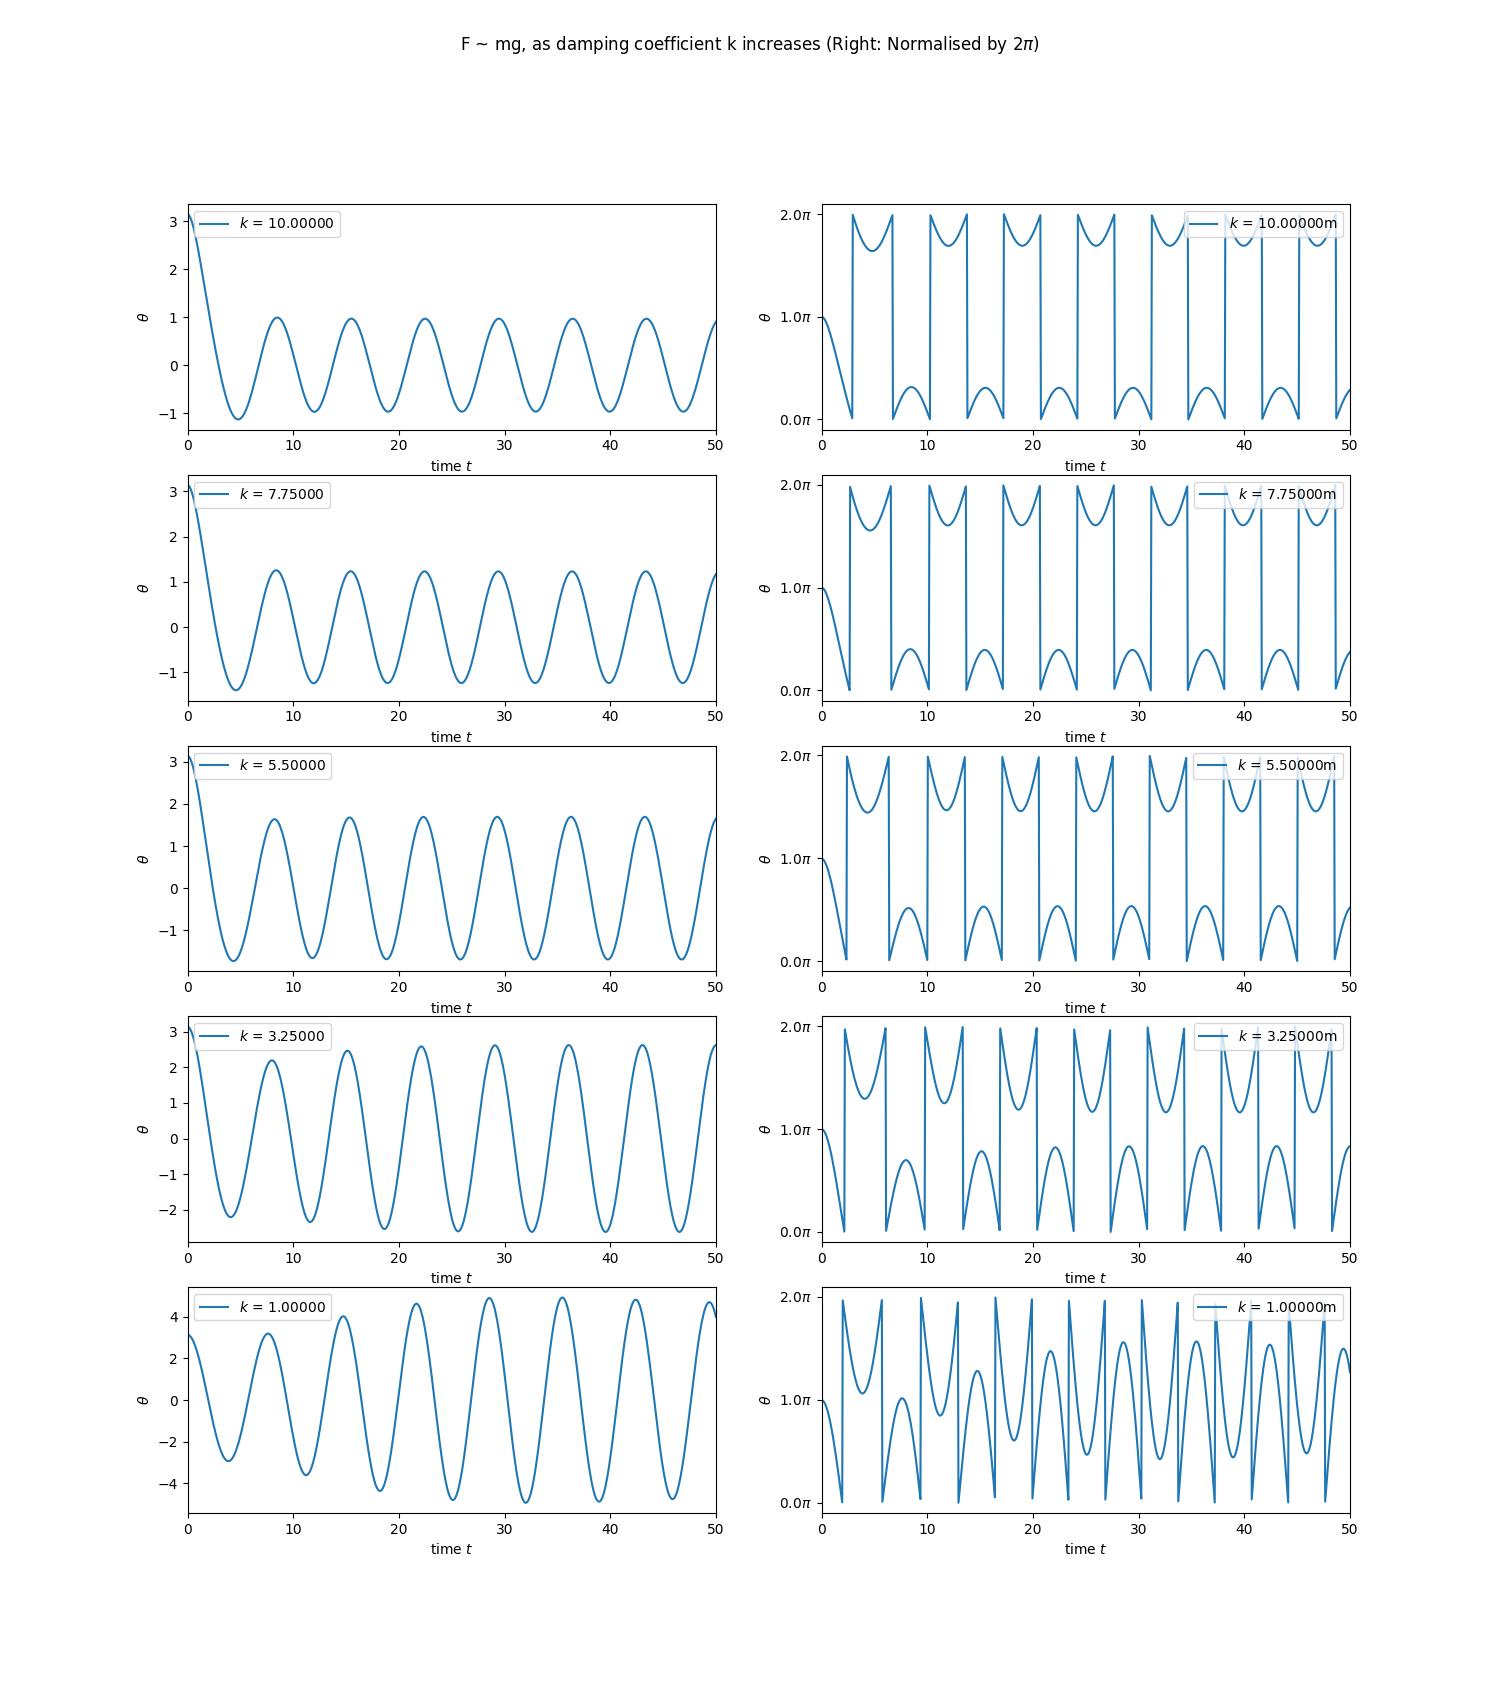 F ~ mg, as damping coefficient k increases (Right: Normalised by 2π)
3
2
1
0
−1
θ
k = 10.00000
0 10 20 30 40 50
time t
2.0π
1.0π
0.0π
θ
k = 10.00000m
0 10 20 30 40 50
time t
3
2
1
0
−1
θ
k = 7.75000
0 10 20 30 40 50
time t
2.0π
1.0π
0.0π
θ
k = 7.75000m
0 10 20 30 40 50
time t
3
2
1
0
−1
θ
k = 5.50000
0 10 20 30 40 50
time t
2.0π
1.0π
0.0π
θ
k = 5.50000m
0 10 20 30 40 50
time t
3
2
1
0
−1
−2
θ
k = 3.25000
0 10 20 30 40 50
time t
2.0π
1.0π
0.0π
θ
k = 3.25000m
0 10 20 30 40 50
time t
4
2
0
−2
−4
θ
k = 1.00000
0 10 20 30 40 50
time t
2.0π
1.0π
0.0π
θ
k = 1.00000m
0 10 20 30 40 50
time t